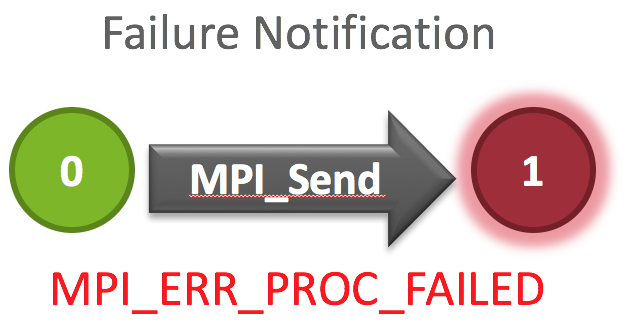 Failure Notification
0
MPI_Send
1
MPI_ERR_PROC_FAILED